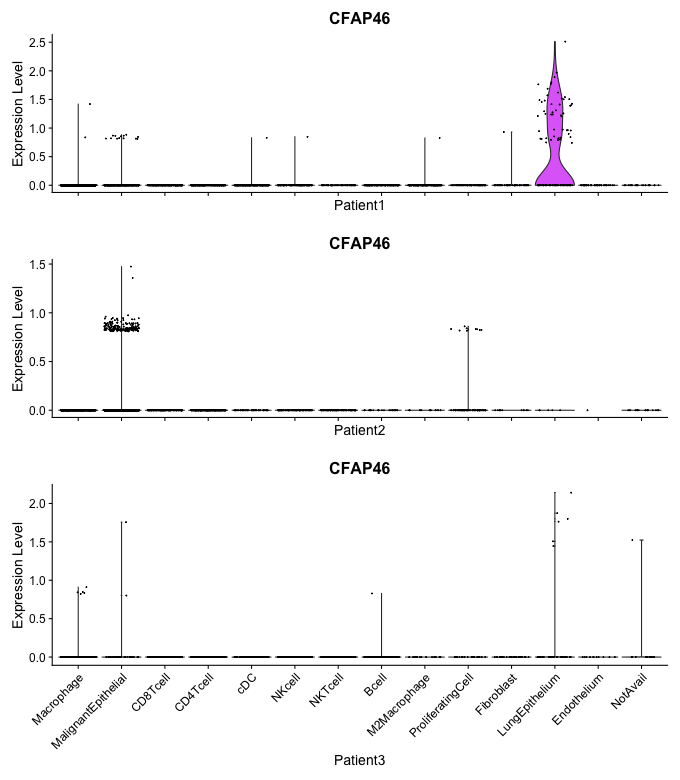 CFAP46
Expression Level
2.5
2.0
1.5
1.0
0.5
0.0
Patient1
CFAP46
Expression Level
1.5
1.0
0.5
0.0
Patient2
CFAP46
Expression Level
2.0
1.5
1.0
0.5
0.0
Macrophage
MalignantEpithelial
CD8Tcell
CD4Tcell
cDC
NKcell
NKTcell
Bcell
M2Macrophage
ProliferatingCell
Fibroblast
LungEpithelium
Endothelium
NotAvail
Patient3